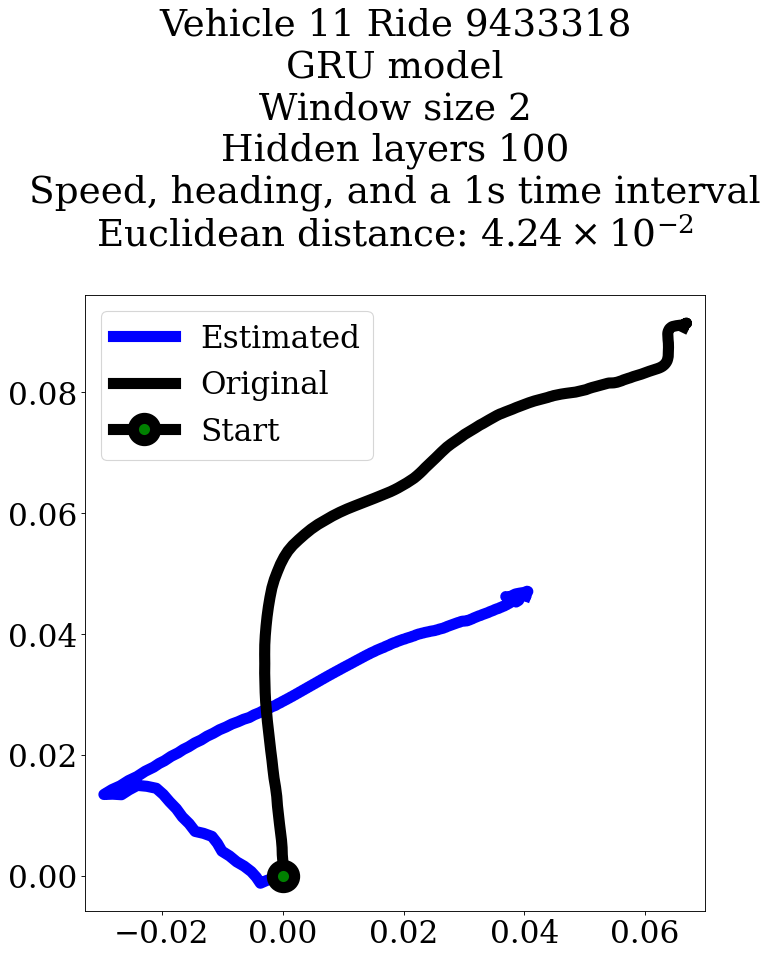 Vehicle 11 Ride 9433318
GRU model
Window size 2
Hidden layers 100
Speed, heading, and a 1s time interval
Euclidean distance: 4.24 × 10⁻²
Estimated
Original
Start
0.08
0.06
0.04
0.02
0.00
−0.02 0.00 0.02 0.04 0.06